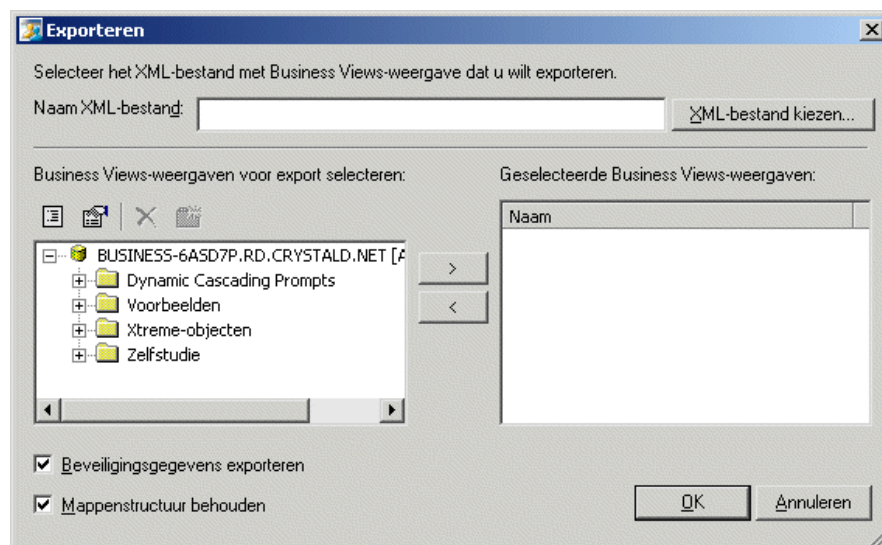 Exporteren
Selecteer het XML-bestand met Business Views-weergave dat u wilt exporteren.
Naam XML-bestand:
XML-bestand kiezen...
Business Views-weergaven voor export selecteren:
Geselecteerde Business Views-weergaven:
Naam
BUSINESS-6ASD7P.RD.CRYSTALD.NET [A
Dynamic Cascading Prompts
Voorbeelden
Xtreme-objecten
Zelfstudie
>
<
Beveiligingsgegevens exporteren
Mappenstructuur behouden
OK
Annuleren